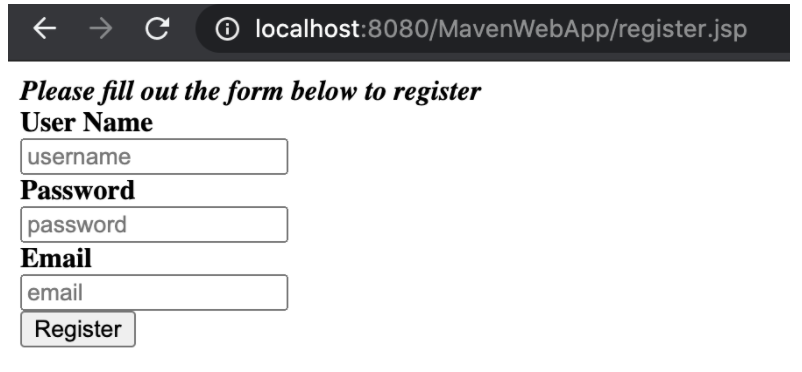 localhost:8080/MavenWebApp/register.jsp
Please fill out the form below to register
User Name
username
Password
password
Email
email
Register